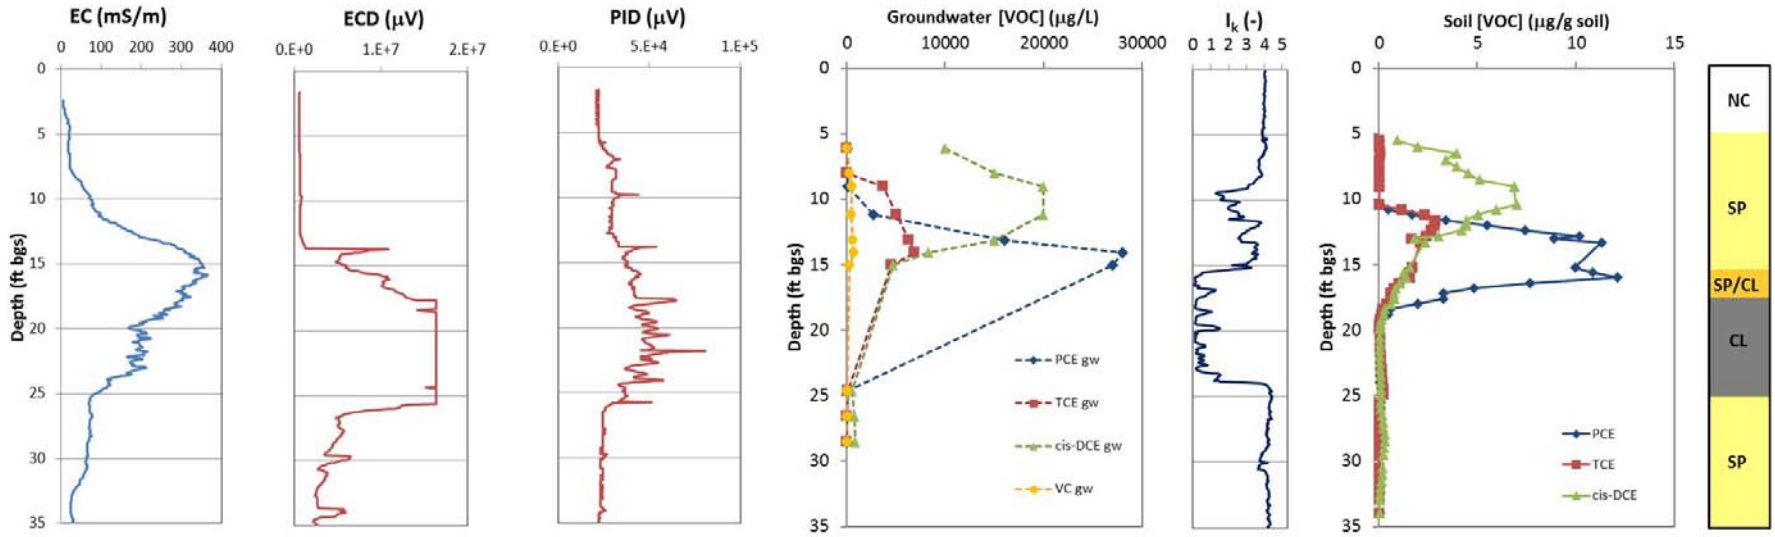 EC (mS/m)
0 100 200 300 400
0
5
10
15
20
25
30
35
Depth (ft bgs)
ECD (µV)
0.E+0 1.E+7 2.E+7
PID (µV)
0.E+0 5.E+4 1.E+5
Groundwater [VOC] (µg/L)
0 10000 20000 30000
0
5
10
15
20
25
30
35
Depth (ft bgs)
PCE gw
TCE gw
cis-DCE gw
VC gw
Ik (-)
0 1 2 3 4 5
Soil [VOC] (µg/g soil)
0 5 10 15
0
5
10
15
20
25
30
35
Depth (ft bgs)
PCE
TCE
cis-DCE
NC
SP
SP/CL
CL
SP